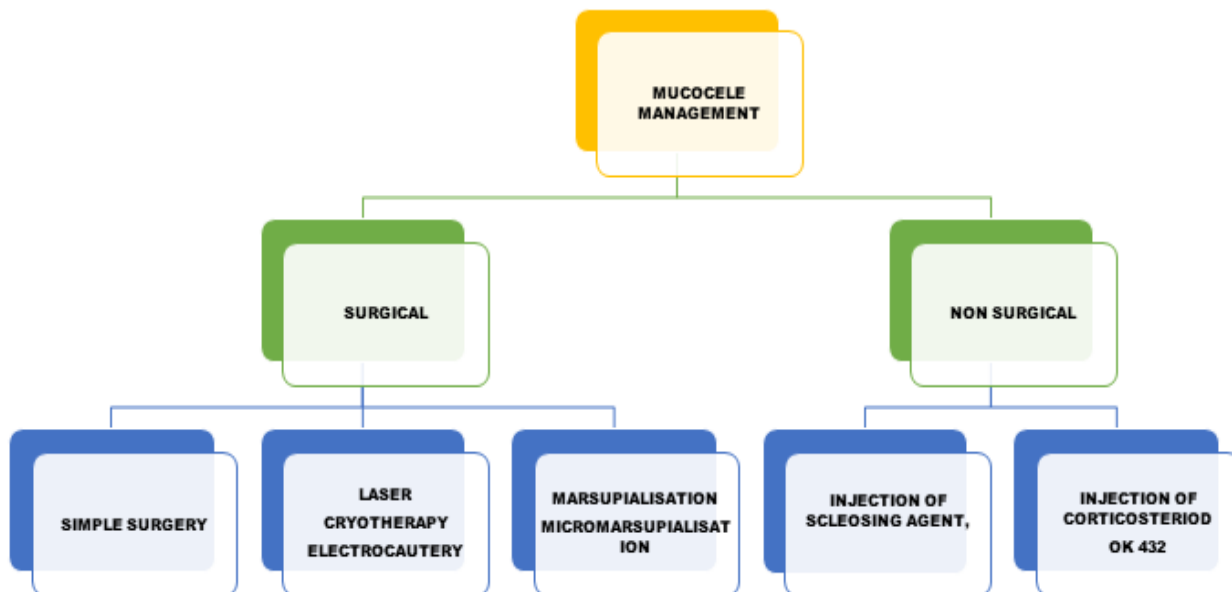 MUCOCELE
MANAGEMENT
SURGICAL
NON SURGICAL
SIMPLE SURGERY
LASER
CRYOTHERAPY
ELECTROCAUTERY
MARSUPIALISATION
MICROMARSUPIALISAT
ION
INJECTION OF
SCLEOSING AGENT,
INJECTION OF
CORTICOSTERIOD
OK 432